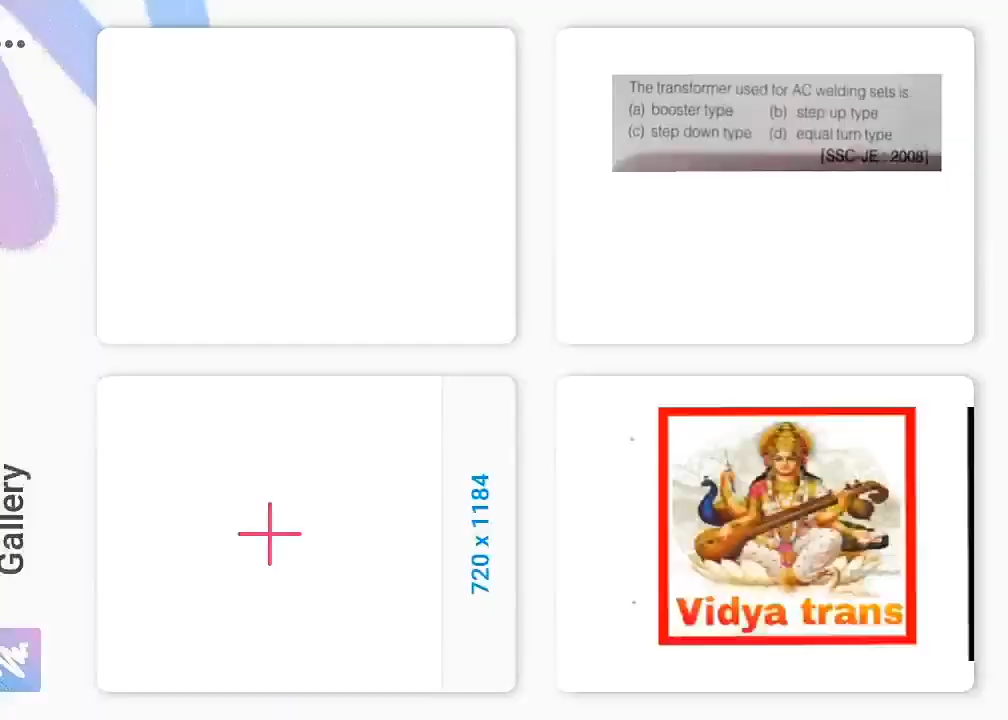 The transformer used for AC welding sets is
(a) booster type (b) step up type
(c) step down type (d) equal turn type
[SSC-JE : 2008]
Gallery
720 x 1184
Vidya trans